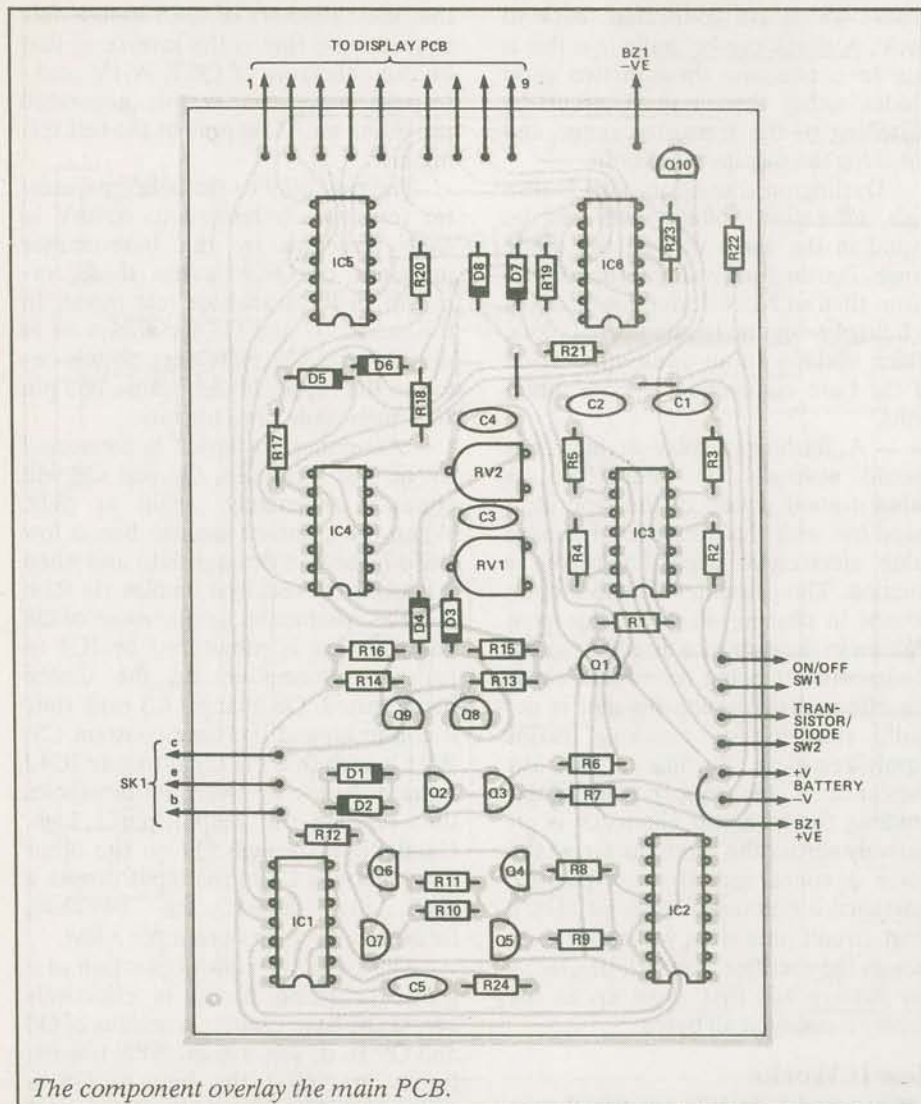 TO DISPLAY PCB
1 9
BZ1
–VE
Q10
IC5
R20
D8
D7
R19
IC6
R23
R22
R21
D5
D6
R18
R17
C4
C2
C1
RV2
R5
R3
IC4
C3
IC3
RV1
R4
R2
D4
D3
R1
R16
R15
Q1
R14
R13
Q9
Q8
ON/OFF
SW1
TRAN-
SISTOR/
DIODE
SW2
+V
BATTERY
–V
BZ1
+VE
SK1
c
e
b
D1
D2
Q2
Q3
R6
R7
R12
Q6
R11
Q4
R8
IC1
R10
IC2
Q7
Q5
R9
C5
R24
The component overlay the main PCB.